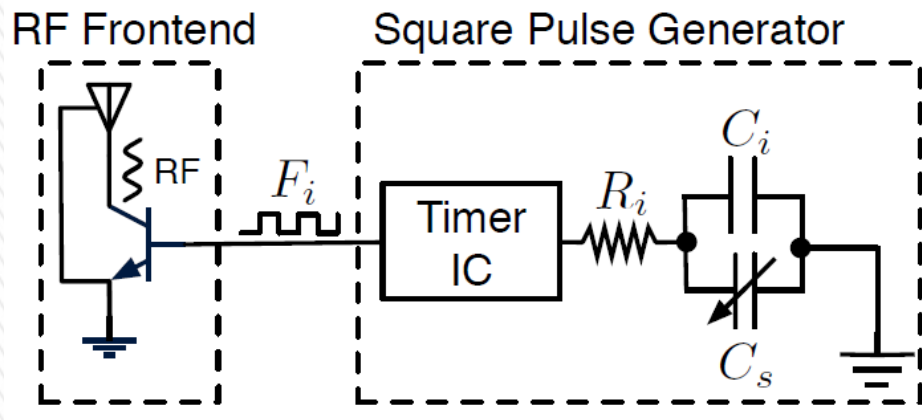 RF Frontend
Square Pulse Generator
RF
F_i
Timer
IC
R_i
C_i
C_s